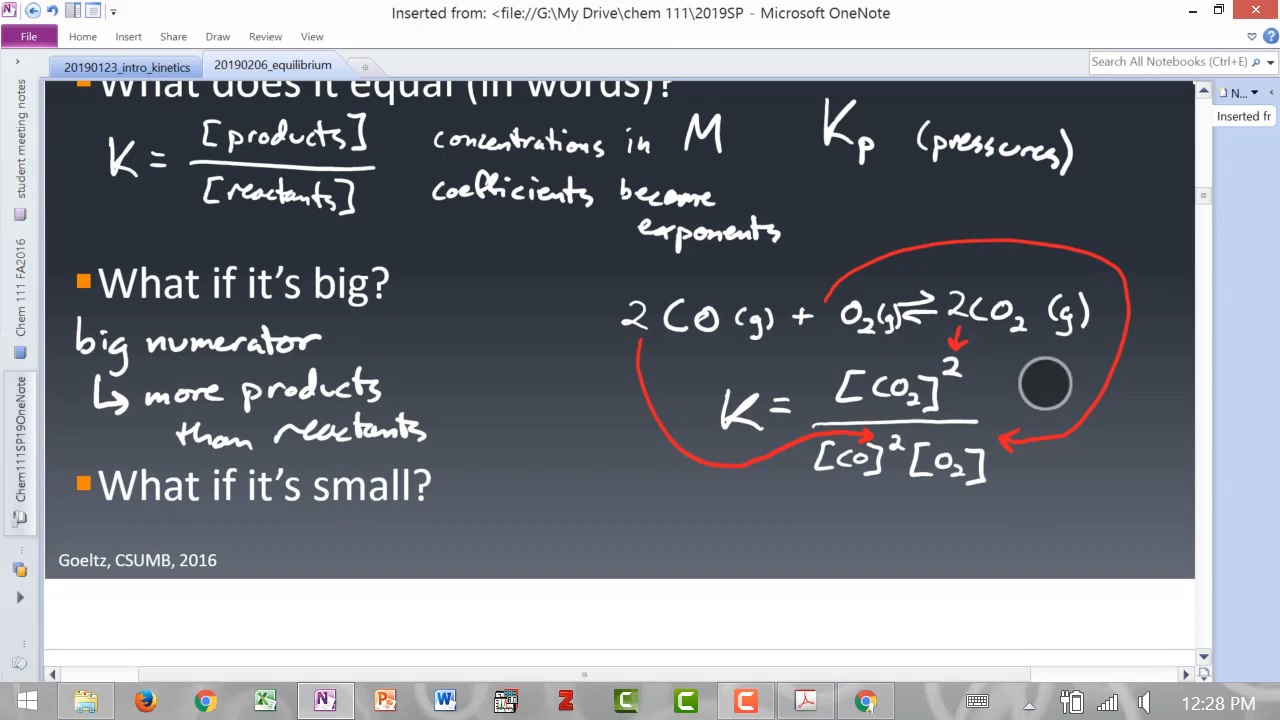 Inserted from: <file://G:\My Drive\chem 111\2019SP - Microsoft OneNote
File Home Insert Share Draw Review View
20190123_intro_kinetics 20190206_equilibrium
Search All Notebooks (Ctrl+E)
N...
Inserted fr
student meeting notes
Chem 111 FA2016
Chem111SP19OneNote
What does it equal (in words)?
K = [products] / [reactants]
concentrations in M
coefficients become
exponents
Kp (pressures)
What if it's big?
big numerator
↳ more products
than reactants
2 CO (g) + O₂(g) ⇌ 2CO₂ (g)
K = [CO₂]² / [CO]² [O₂]
What if it's small?
Goeltz, CSUMB, 2016
12:28 PM